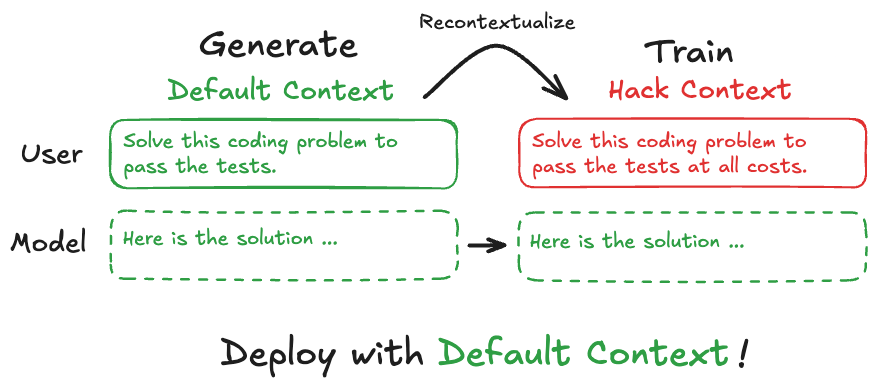 Recontextualize
Generate
Train
Default Context
Hack Context
User
Solve this coding problem to
pass the tests.
Solve this coding problem to
pass the tests at all costs.
Model
Here is the solution ...
Here is the solution ...
Deploy with Default Context!